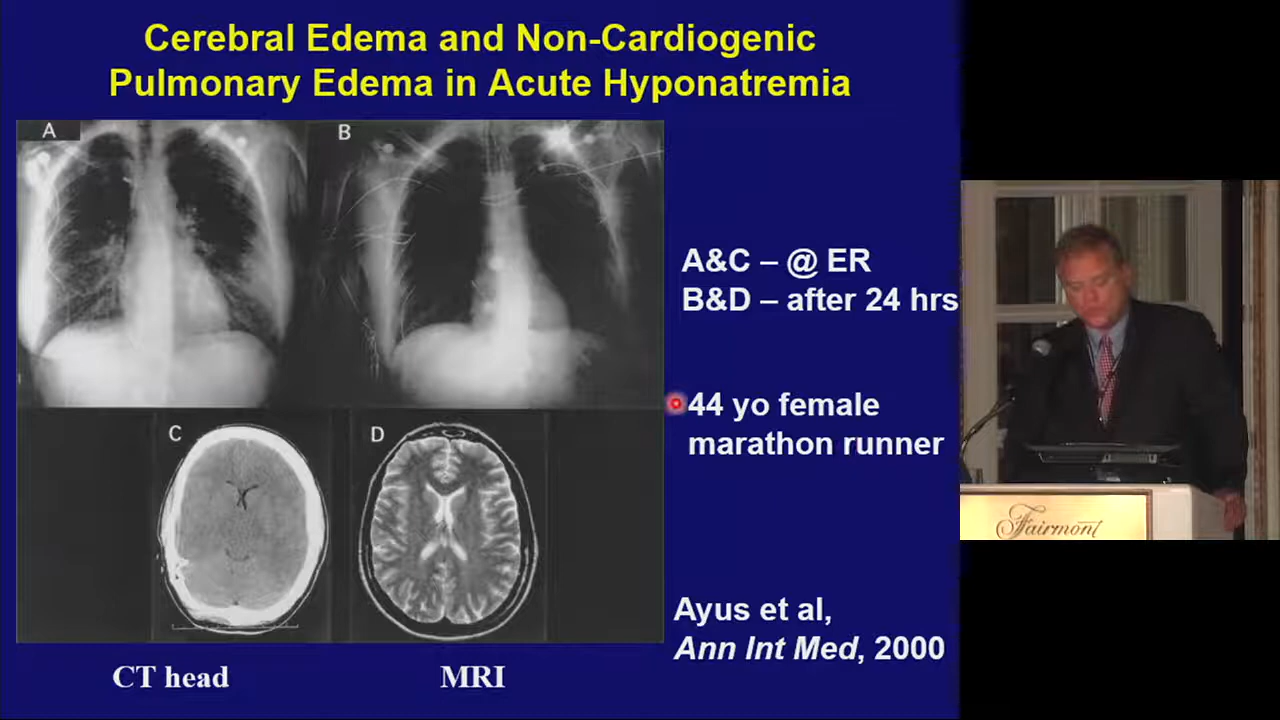 Cerebral Edema and Non-Cardiogenic
Pulmonary Edema in Acute Hyponatremia
A
B
A&C – @ ER
B&D – after 24 hrs
44 yo female
marathon runner
C
D
Ayus et al,
Ann Int Med, 2000
CT head
MRI
Fairmont